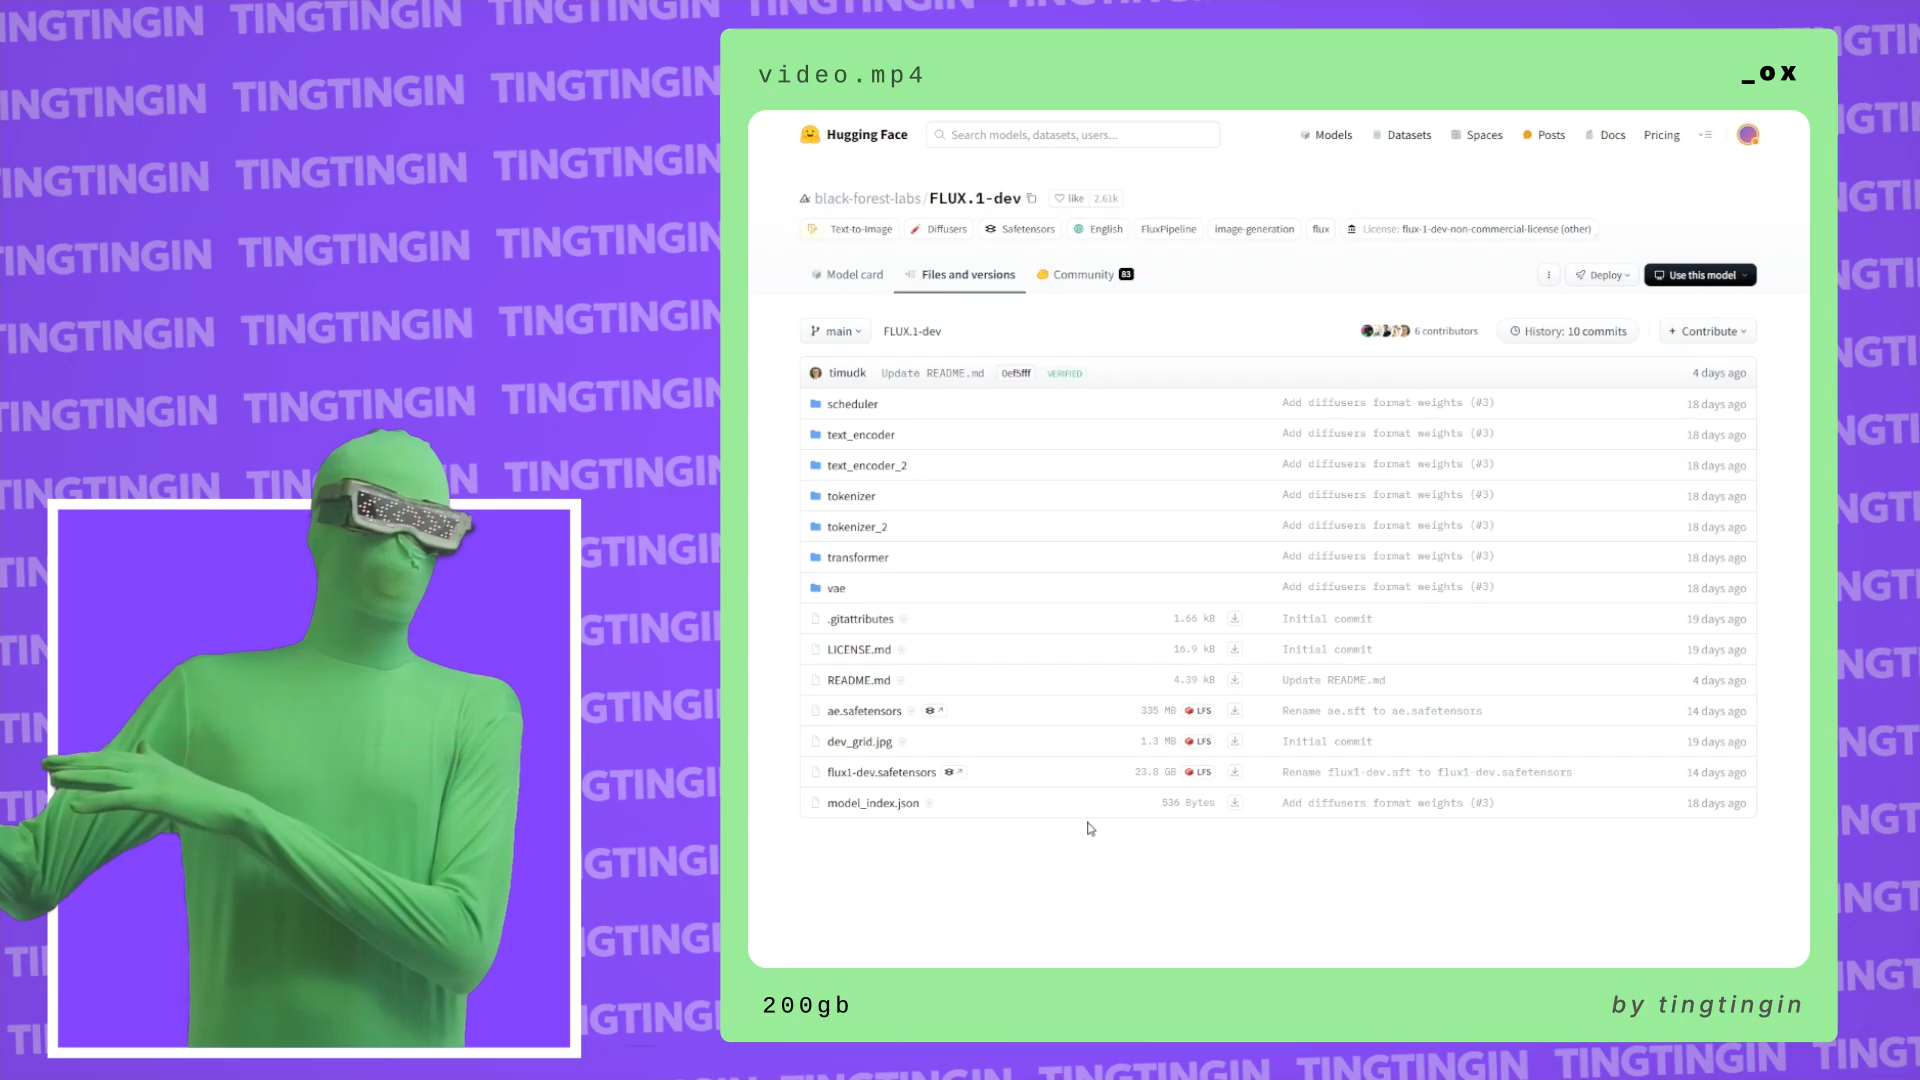 TINGTINGIN TINGTINGIN TINGTINGIN
video.mp4
_ox
Hugging Face
Search models, datasets, users...
Models
Datasets
Spaces
Posts
Docs
Pricing
black-forest-labs/FLUX.1-dev
like 2.61k
Text-to-Image
Diffusers
Safetensors
English
FluxPipeline
image-generation
flux
License: flux-1-dev-non-commercial-license (other)
Model card
Files and versions
Community 83
Deploy
Use this model
main
FLUX.1-dev
6 contributors
History: 10 commits
+ Contribute
timudk Update README.md 0ef5fff VERIFIED 4 days ago
scheduler Add diffusers format weights (#3) 18 days ago
text_encoder Add diffusers format weights (#3) 18 days ago
text_encoder_2 Add diffusers format weights (#3) 18 days ago
tokenizer Add diffusers format weights (#3) 18 days ago
tokenizer_2 Add diffusers format weights (#3) 18 days ago
transformer Add diffusers format weights (#3) 18 days ago
vae Add diffusers format weights (#3) 18 days ago
.gitattributes 1.66 kB Initial commit 19 days ago
LICENSE.md 16.9 kB Initial commit 19 days ago
README.md 4.39 kB Update README.md 4 days ago
ae.safetensors 335 MB LFS Rename ae.sft to ae.safetensors 14 days ago
dev_grid.jpg 1.3 MB LFS Initial commit 19 days ago
flux1-dev.safetensors 23.8 GB LFS Rename flux1-dev.sft to flux1-dev.safetensors 14 days ago
model_index.json 536 Bytes Add diffusers format weights (#3) 18 days ago
200gb
by tingtingin